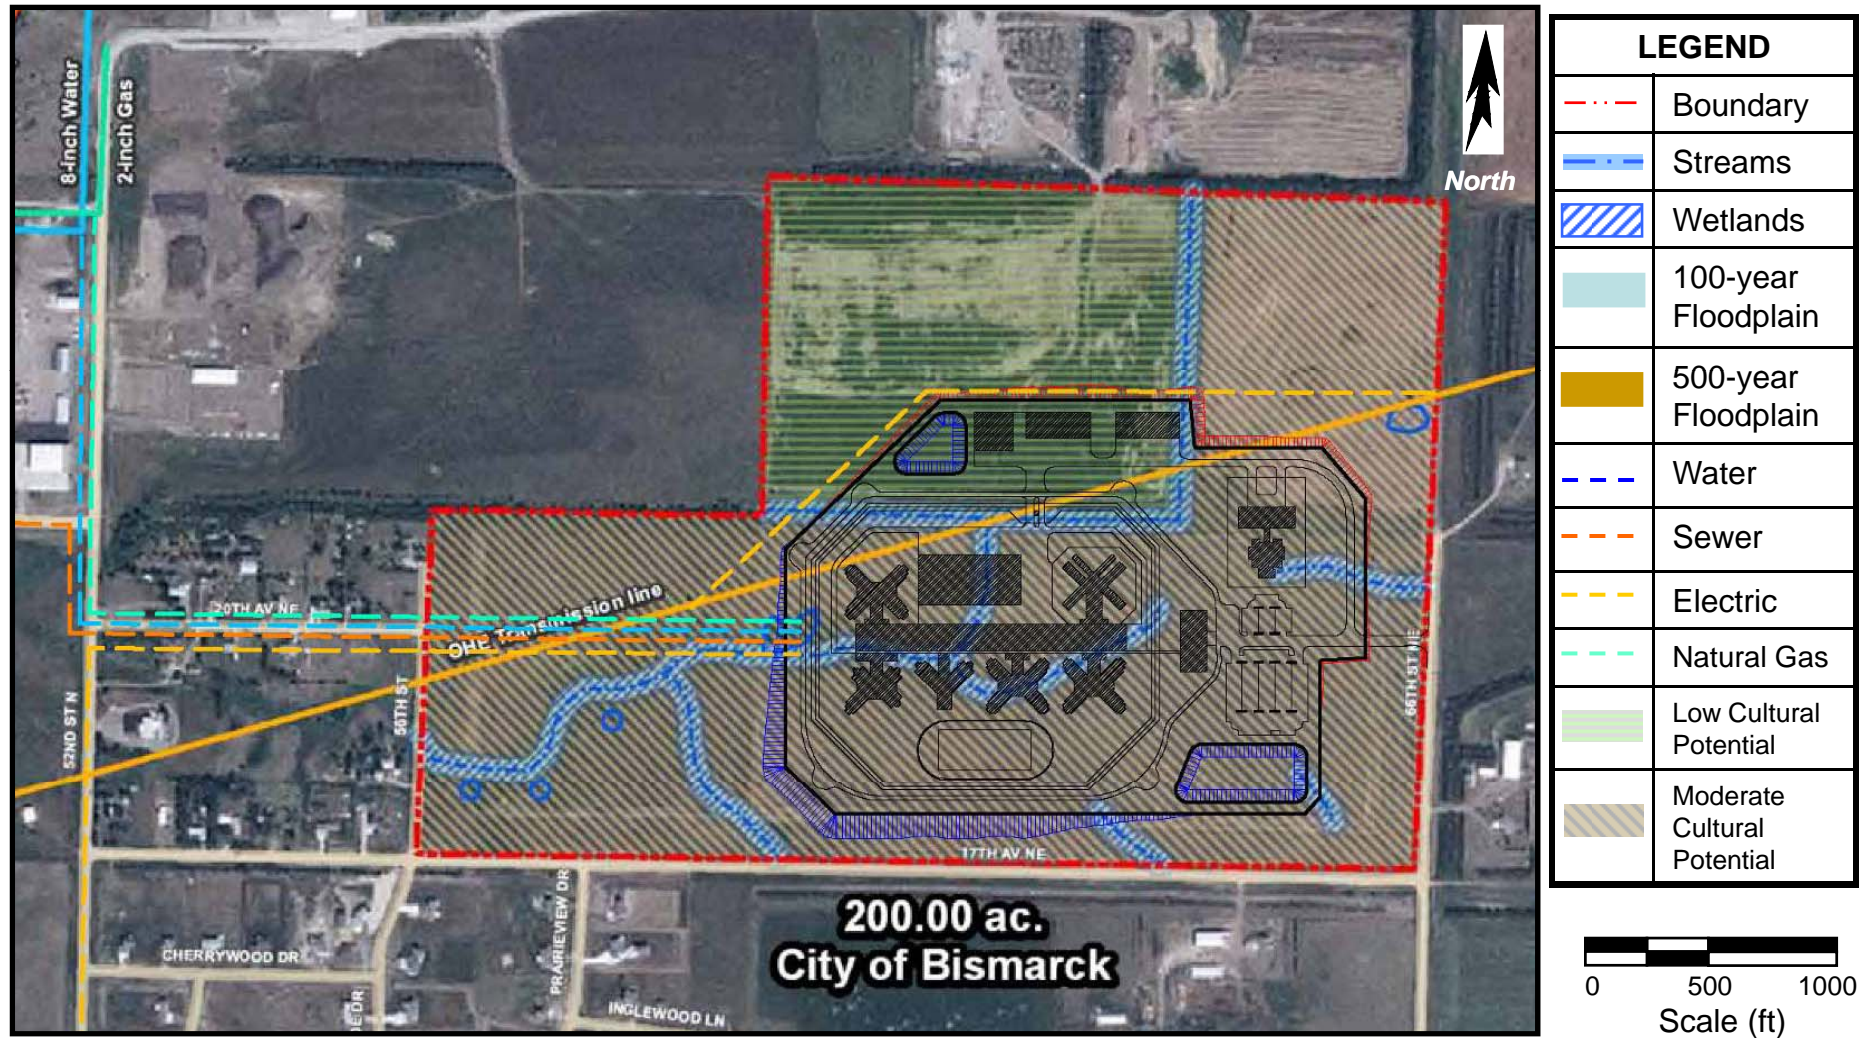 8-inch Water
2-inch Gas
North
20TH AV NE
OHE Transmission line
52ND ST N
56TH ST
66TH ST NE
17TH AV NE
200.00 ac.
City of Bismarck
CHERRYWOOD DR
PRAIRIEVIEW DR
DR
INGLEWOOD LN
LEGEND
Boundary
Streams
Wetlands
100-year
Floodplain
500-year
Floodplain
Water
Sewer
Electric
Natural Gas
Low Cultural
Potential
Moderate
Cultural
Potential
0 500 1000
Scale (ft)